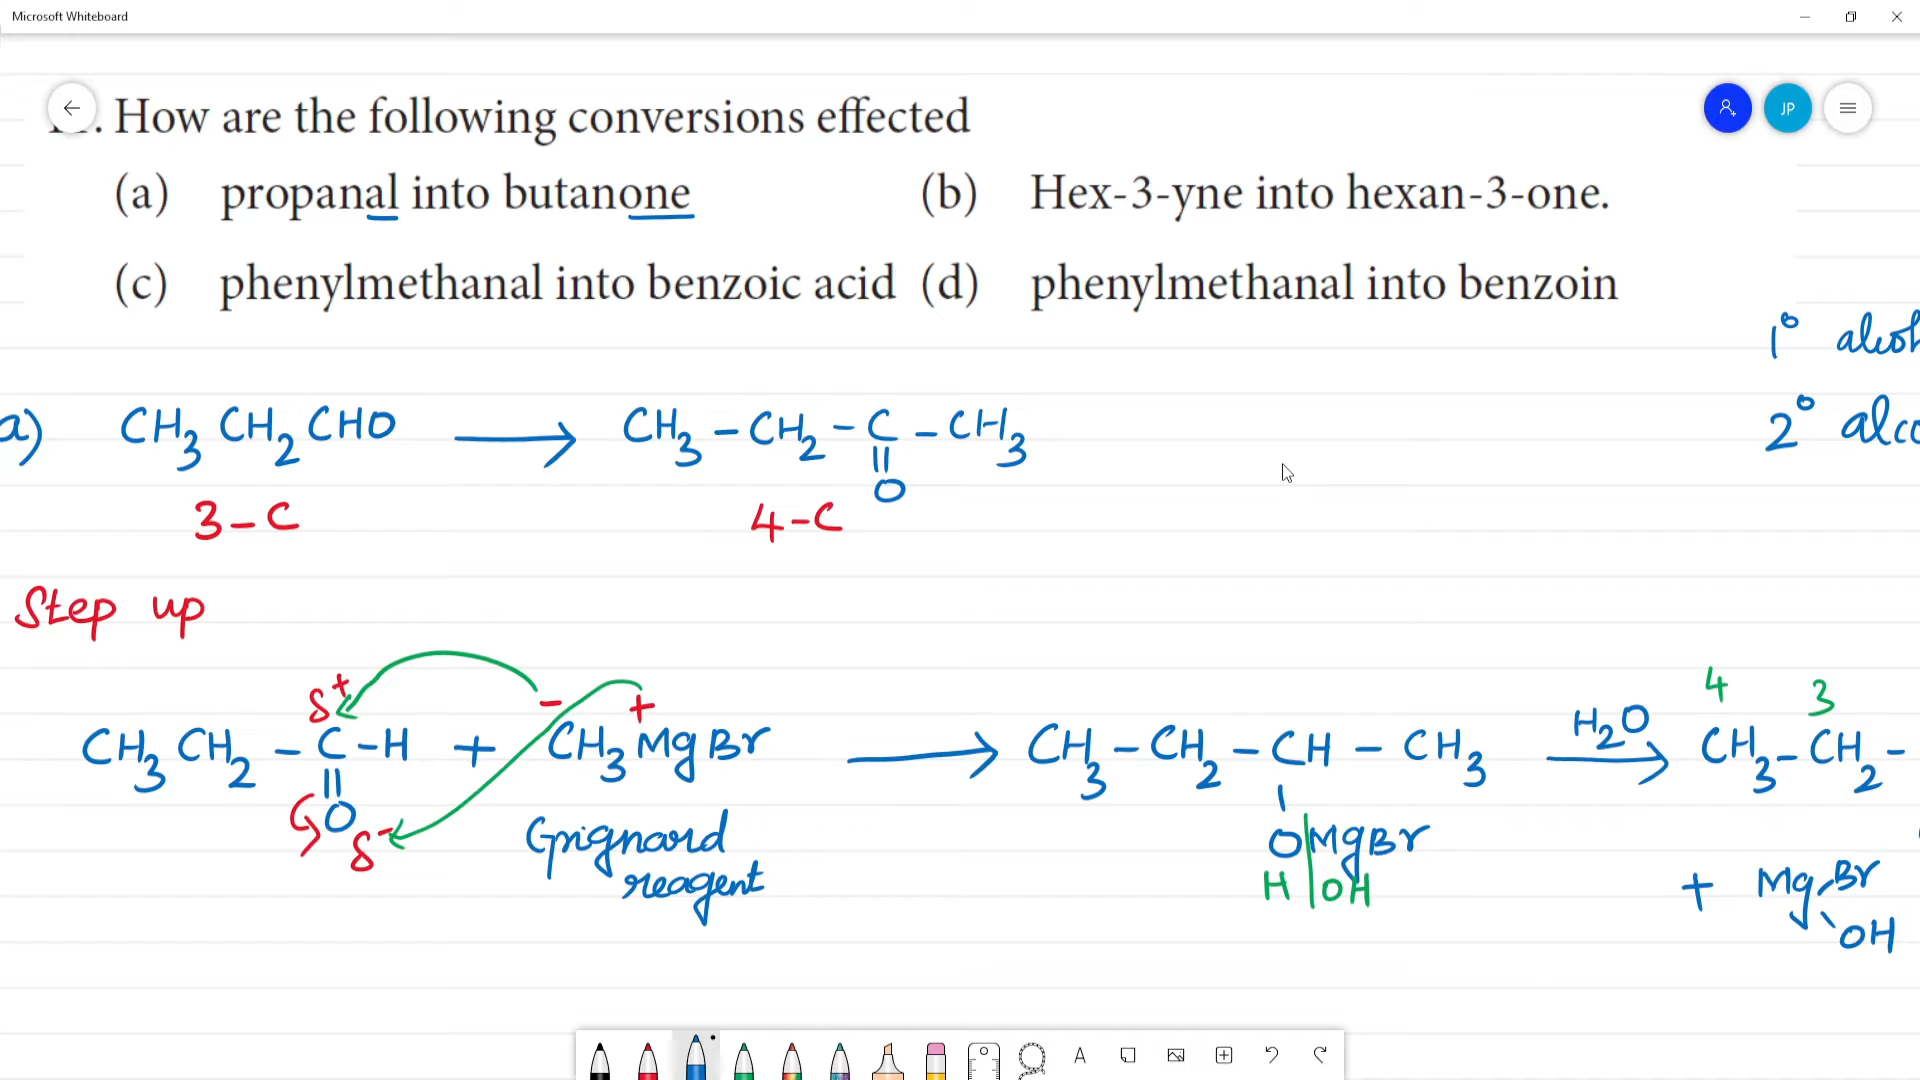 Microsoft Whiteboard
. How are the following conversions effected
JP
(a) propanal into butanone (b) Hex-3-yne into hexan-3-one.
(c) phenylmethanal into benzoic acid (d) phenylmethanal into benzoin
1° alcoh
2° alco
a) CH3 CH2 CHO ⟶ CH3 - CH2 - C - CH3
||
O
3 - C 4 - C
Step up
δ+ - + 4 3
CH3 CH2 - C - H + CH3 Mg Br ⟶ CH3 - CH2 - CH - CH3 H2O ⟶ CH3 - CH2 -
|| |
O δ- Grignard O MgBr + Mg Br
reagent H | OH OH
A